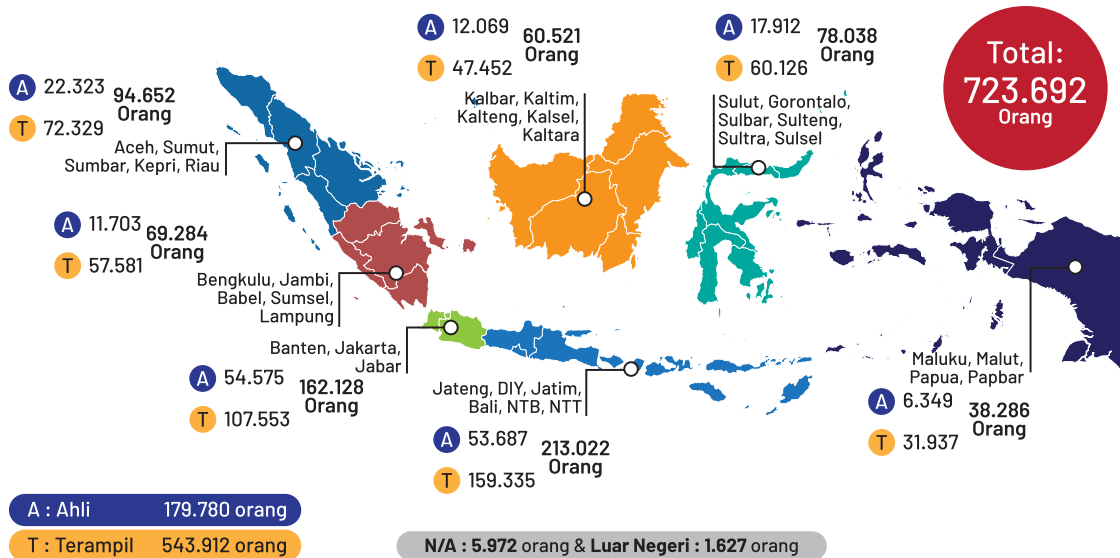 A 22.323
94.652
Orang
T 72.329
Aceh, Sumut,
Sumbar, Kepri, Riau
A 12.069
60.521
Orang
T 47.452
Kalbar, Kaltim,
Kalteng, Kalsel,
Kaltara
A 17.912
78.038
Orang
T 60.126
Sulut, Gorontalo,
Sulbar, Sulteng,
Sultra, Sulsel
Total:
723.692
Orang
A 11.703
69.284
Orang
T 57.581
Bengkulu, Jambi,
Babel, Sumsel,
Lampung
Banten, Jakarta,
Jabar
A 54.575
162.128
Orang
T 107.553
Jateng, DIY, Jatim,
Bali, NTB, NTT
A 53.687
213.022
Orang
T 159.335
Maluku, Malut,
Papua, Papbar
A 6.349
38.286
Orang
T 31.937
A : Ahli 179.780 orang
T : Terampil 543.912 orang
N/A : 5.972 orang & Luar Negeri : 1.627 orang